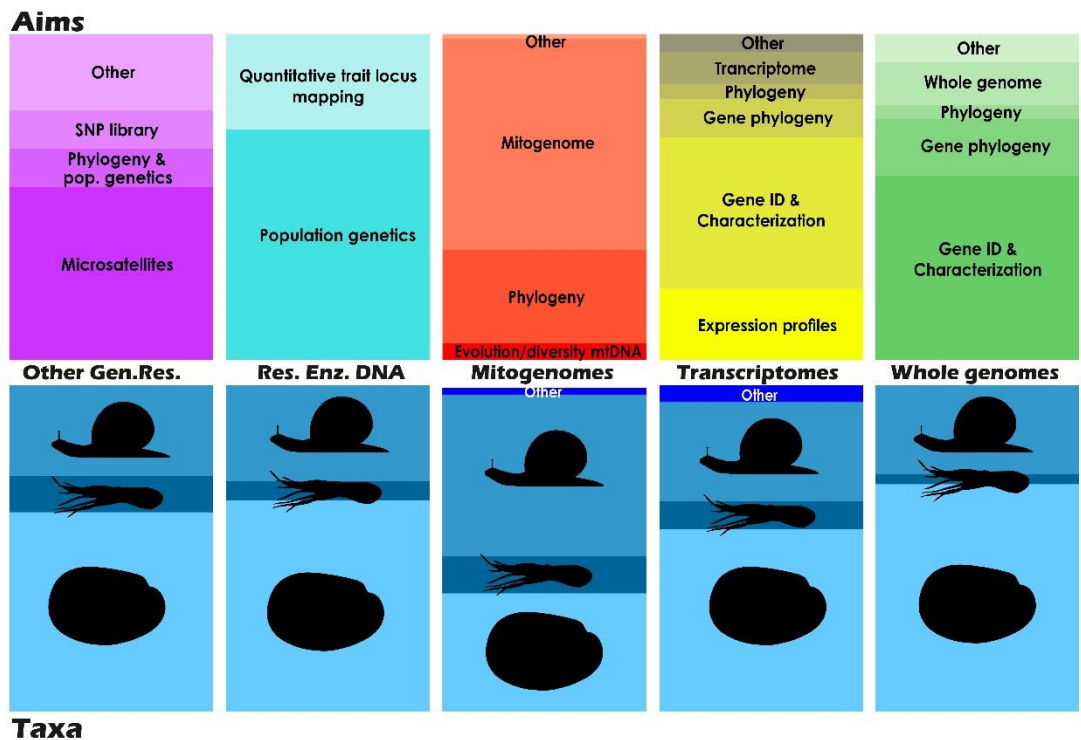 Aims
Other
SNP library
Phylogeny &
pop. genetics
Microsatellites
Other Gen.Res.
Quantitative trait locus
mapping
Population genetics
Res. Enz. DNA
Other
Mitogenome
Phylogeny
Evolution/diversity mtDNA
Mitogenomes
Other
Other
Trancriptome
Phylogeny
Gene phylogeny
Gene ID &
Characterization
Expression profiles
Transcriptomes
Other
Other
Whole genome
Phylogeny
Gene phylogeny
Gene ID &
Characterization
Whole genomes
Taxa